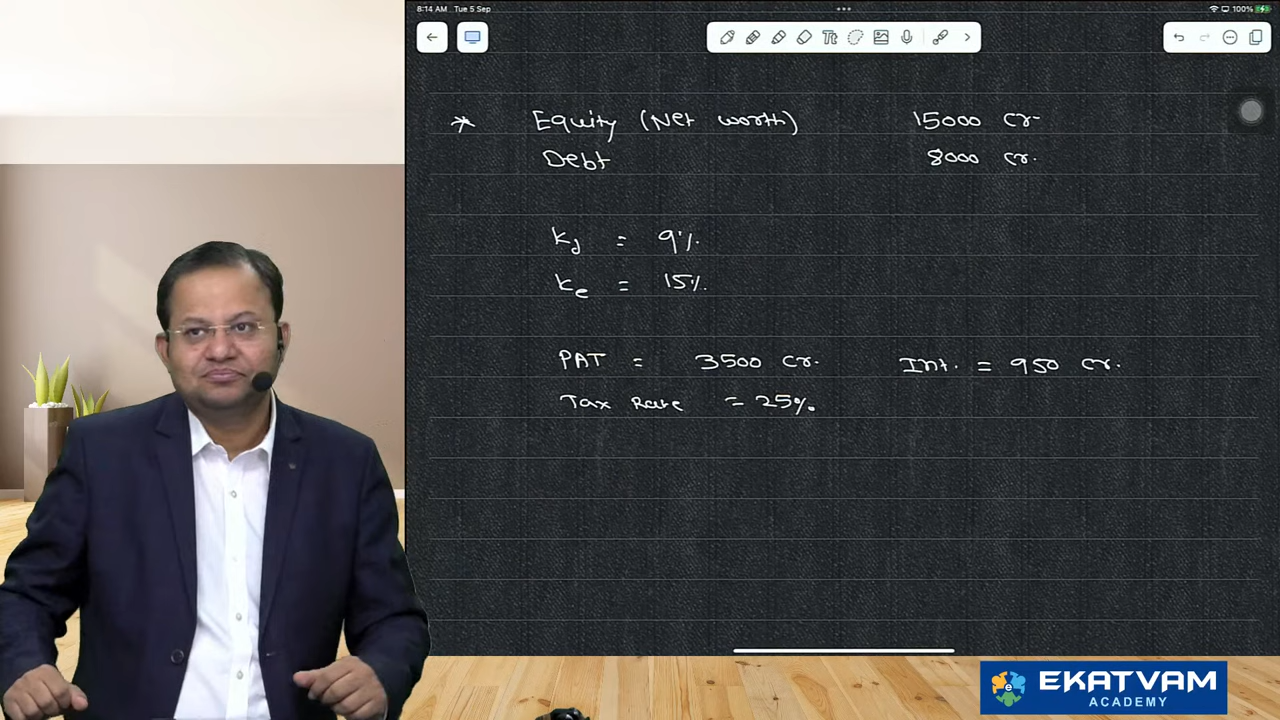 8:14 AM Tue 5 Sep
100%
* Equity (Net worth) 15000 Cr.
Debt 8000 Cr.
Kd = 9%
Ke = 15%
PAT = 3500 Cr. Int. = 950 Cr.
Tax Rate = 25%
EKATVAM
ACADEMY